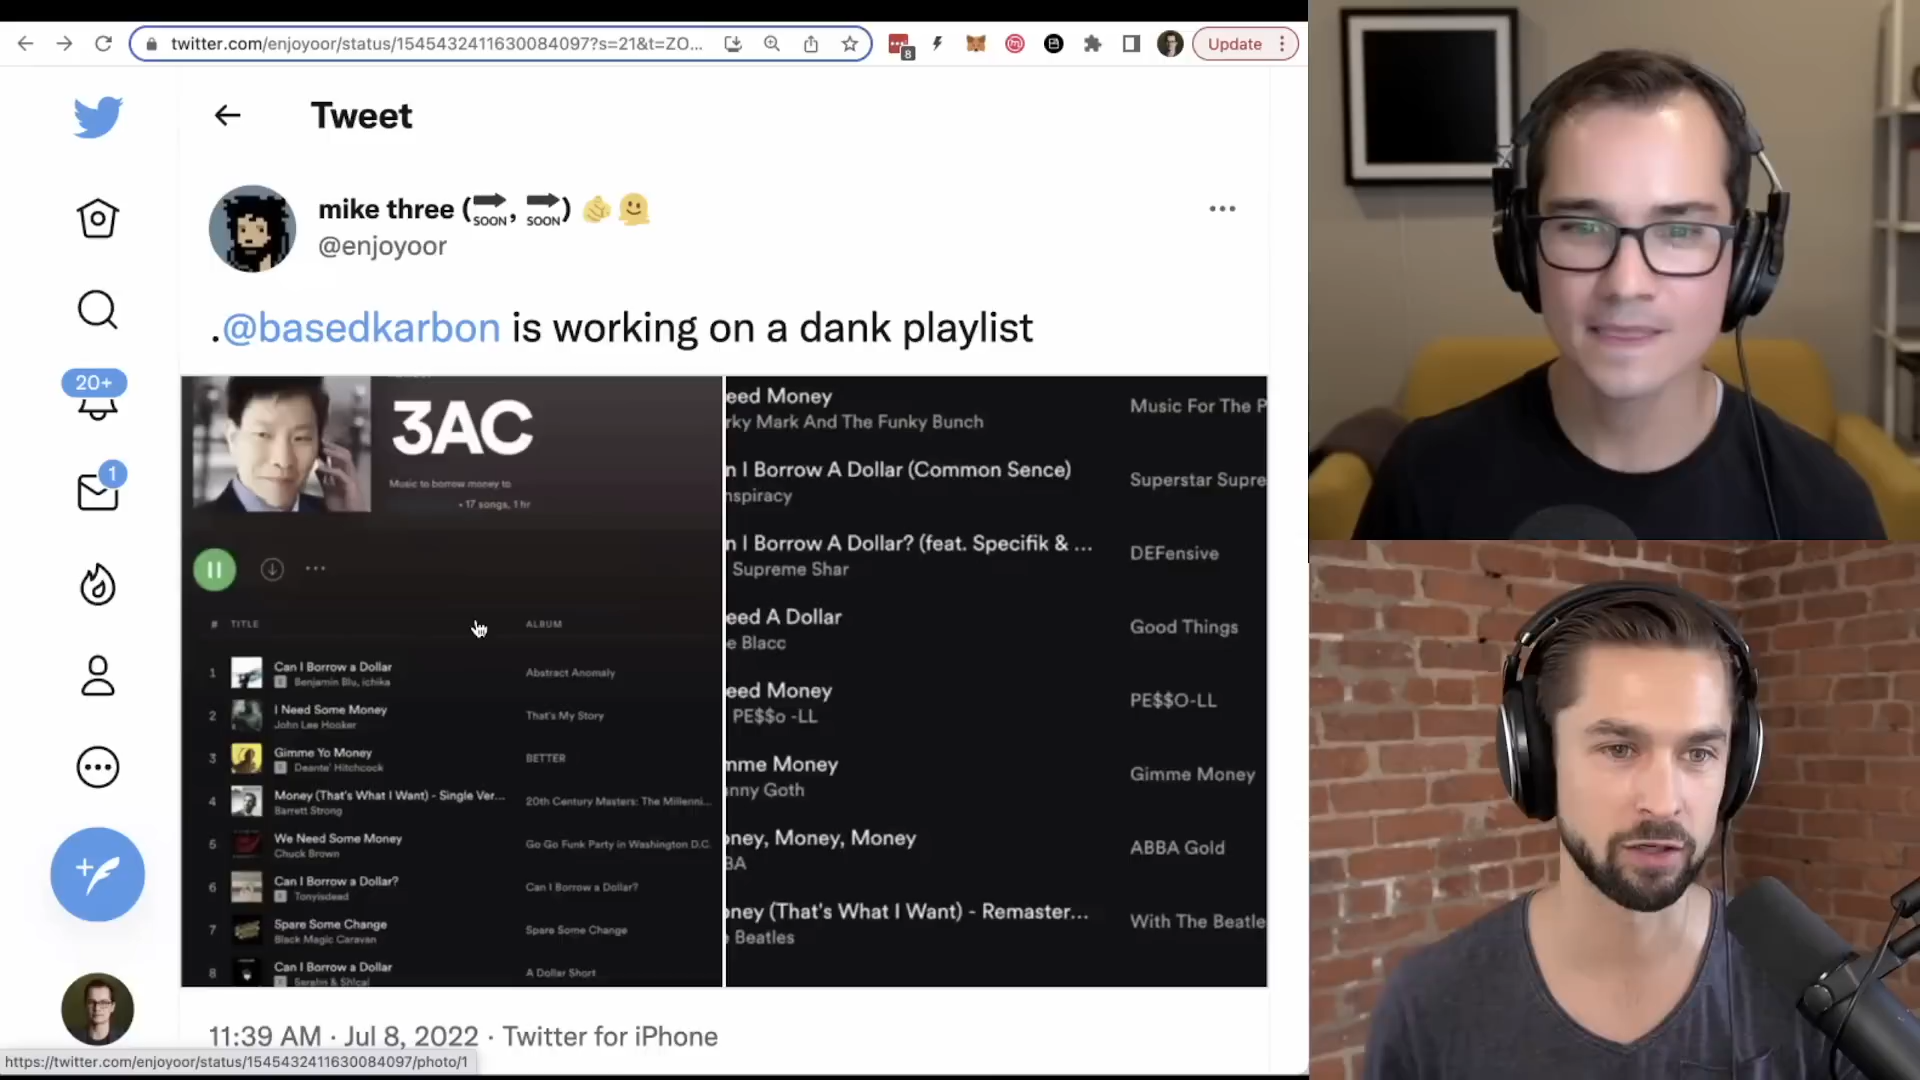 twitter.com/enjoyoor/status/1545432411630084097?s=21&t=ZO...
8
Update
Tweet
mike three (SOON, SOON)
@enjoyoor
.@basedkarbon is working on a dank playlist
20+
1
3AC
Music to borrow money to
• 17 songs, 1 hr
# TITLE ALBUM
1 Can I Borrow a Dollar Abstract Anomaly
E Benjamin Blu, ichika
2 I Need Some Money That's My Story
John Lee Hooker
3 Gimme Yo Money BETTER
E Deante' Hitchcock
4 Money (That's What I Want) - Single Ver... 20th Century Masters: The Millenni...
Barrett Strong
5 We Need Some Money Go Go Funk Party in Washington D.C.
Chuck Brown
6 Can I Borrow a Dollar? Can I Borrow a Dollar?
E Tonyisdead
7 Spare Some Change Spare Some Change
Black Magic Caravan
8 Can I Borrow a Dollar A Dollar Short
eed Money Music For The P
rky Mark And The Funky Bunch
n I Borrow A Dollar (Common Sence) Superstar Supre
nspiracy
n I Borrow A Dollar? (feat. Specifik & ... DEFensive
Supreme Shar
eed A Dollar Good Things
e Blacc
eed Money PE$$O-LL
PE$$o -LL
mme Money Gimme Money
nny Goth
oney, Money, Money ABBA Gold
BA
oney (That's What I Want) - Remaster... With The Beatle
e Beatles
11:39 AM · Jul 8, 2022 · Twitter for iPhone
https://twitter.com/enjoyoor/status/1545432411630084097/photo/1